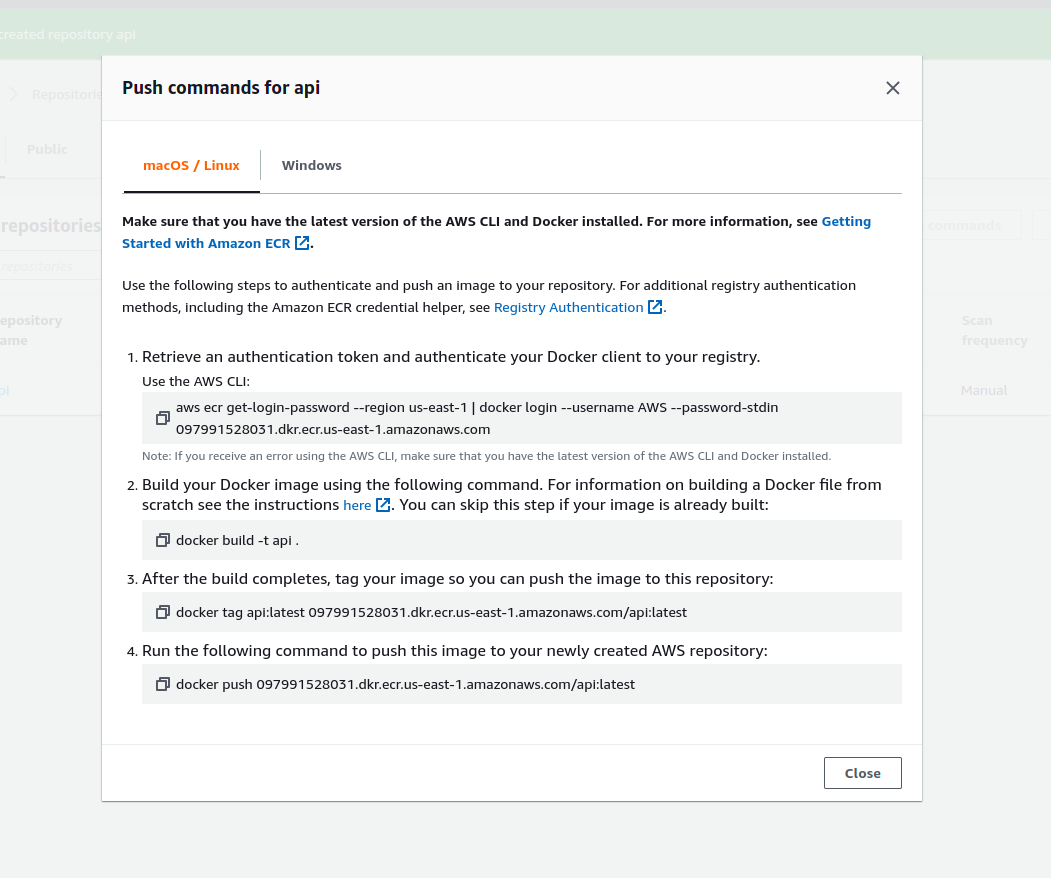 created repository api
Push commands for api
Repositorie
Public
macOS / Linux
Windows
Make sure that you have the latest version of the AWS CLI and Docker installed. For more information, see Getting
Started with Amazon ECR.
repositories
commands
repositories
Use the following steps to authenticate and push an image to your repository. For additional registry authentication
methods, including the Amazon ECR credential helper, see Registry Authentication.
epository
ame
Scan
frequency
pi
Manual
1. Retrieve an authentication token and authenticate your Docker client to your registry.
Use the AWS CLI:
aws ecr get-login-password --region us-east-1 | docker login --username AWS --password-stdin
097991528031.dkr.ecr.us-east-1.amazonaws.com
Note: If you receive an error using the AWS CLI, make sure that you have the latest version of the AWS CLI and Docker installed.
2. Build your Docker image using the following command. For information on building a Docker file from
scratch see the instructions here. You can skip this step if your image is already built:
docker build -t api .
3. After the build completes, tag your image so you can push the image to this repository:
docker tag api:latest 097991528031.dkr.ecr.us-east-1.amazonaws.com/api:latest
4. Run the following command to push this image to your newly created AWS repository:
docker push 097991528031.dkr.ecr.us-east-1.amazonaws.com/api:latest
Close